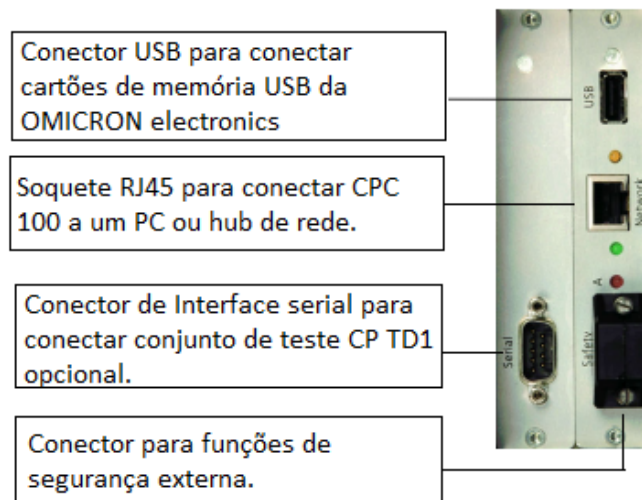 Conector USB para conectar
cartões de memória USB da
OMICRON electronics
USB
Soquete RJ45 para conectar CPC
100 a um PC ou hub de rede.
Network
A
Conector de Interface serial para
conectar conjunto de teste CP TD1
opcional.
Serial
Safety
Conector para funções de
segurança externa.